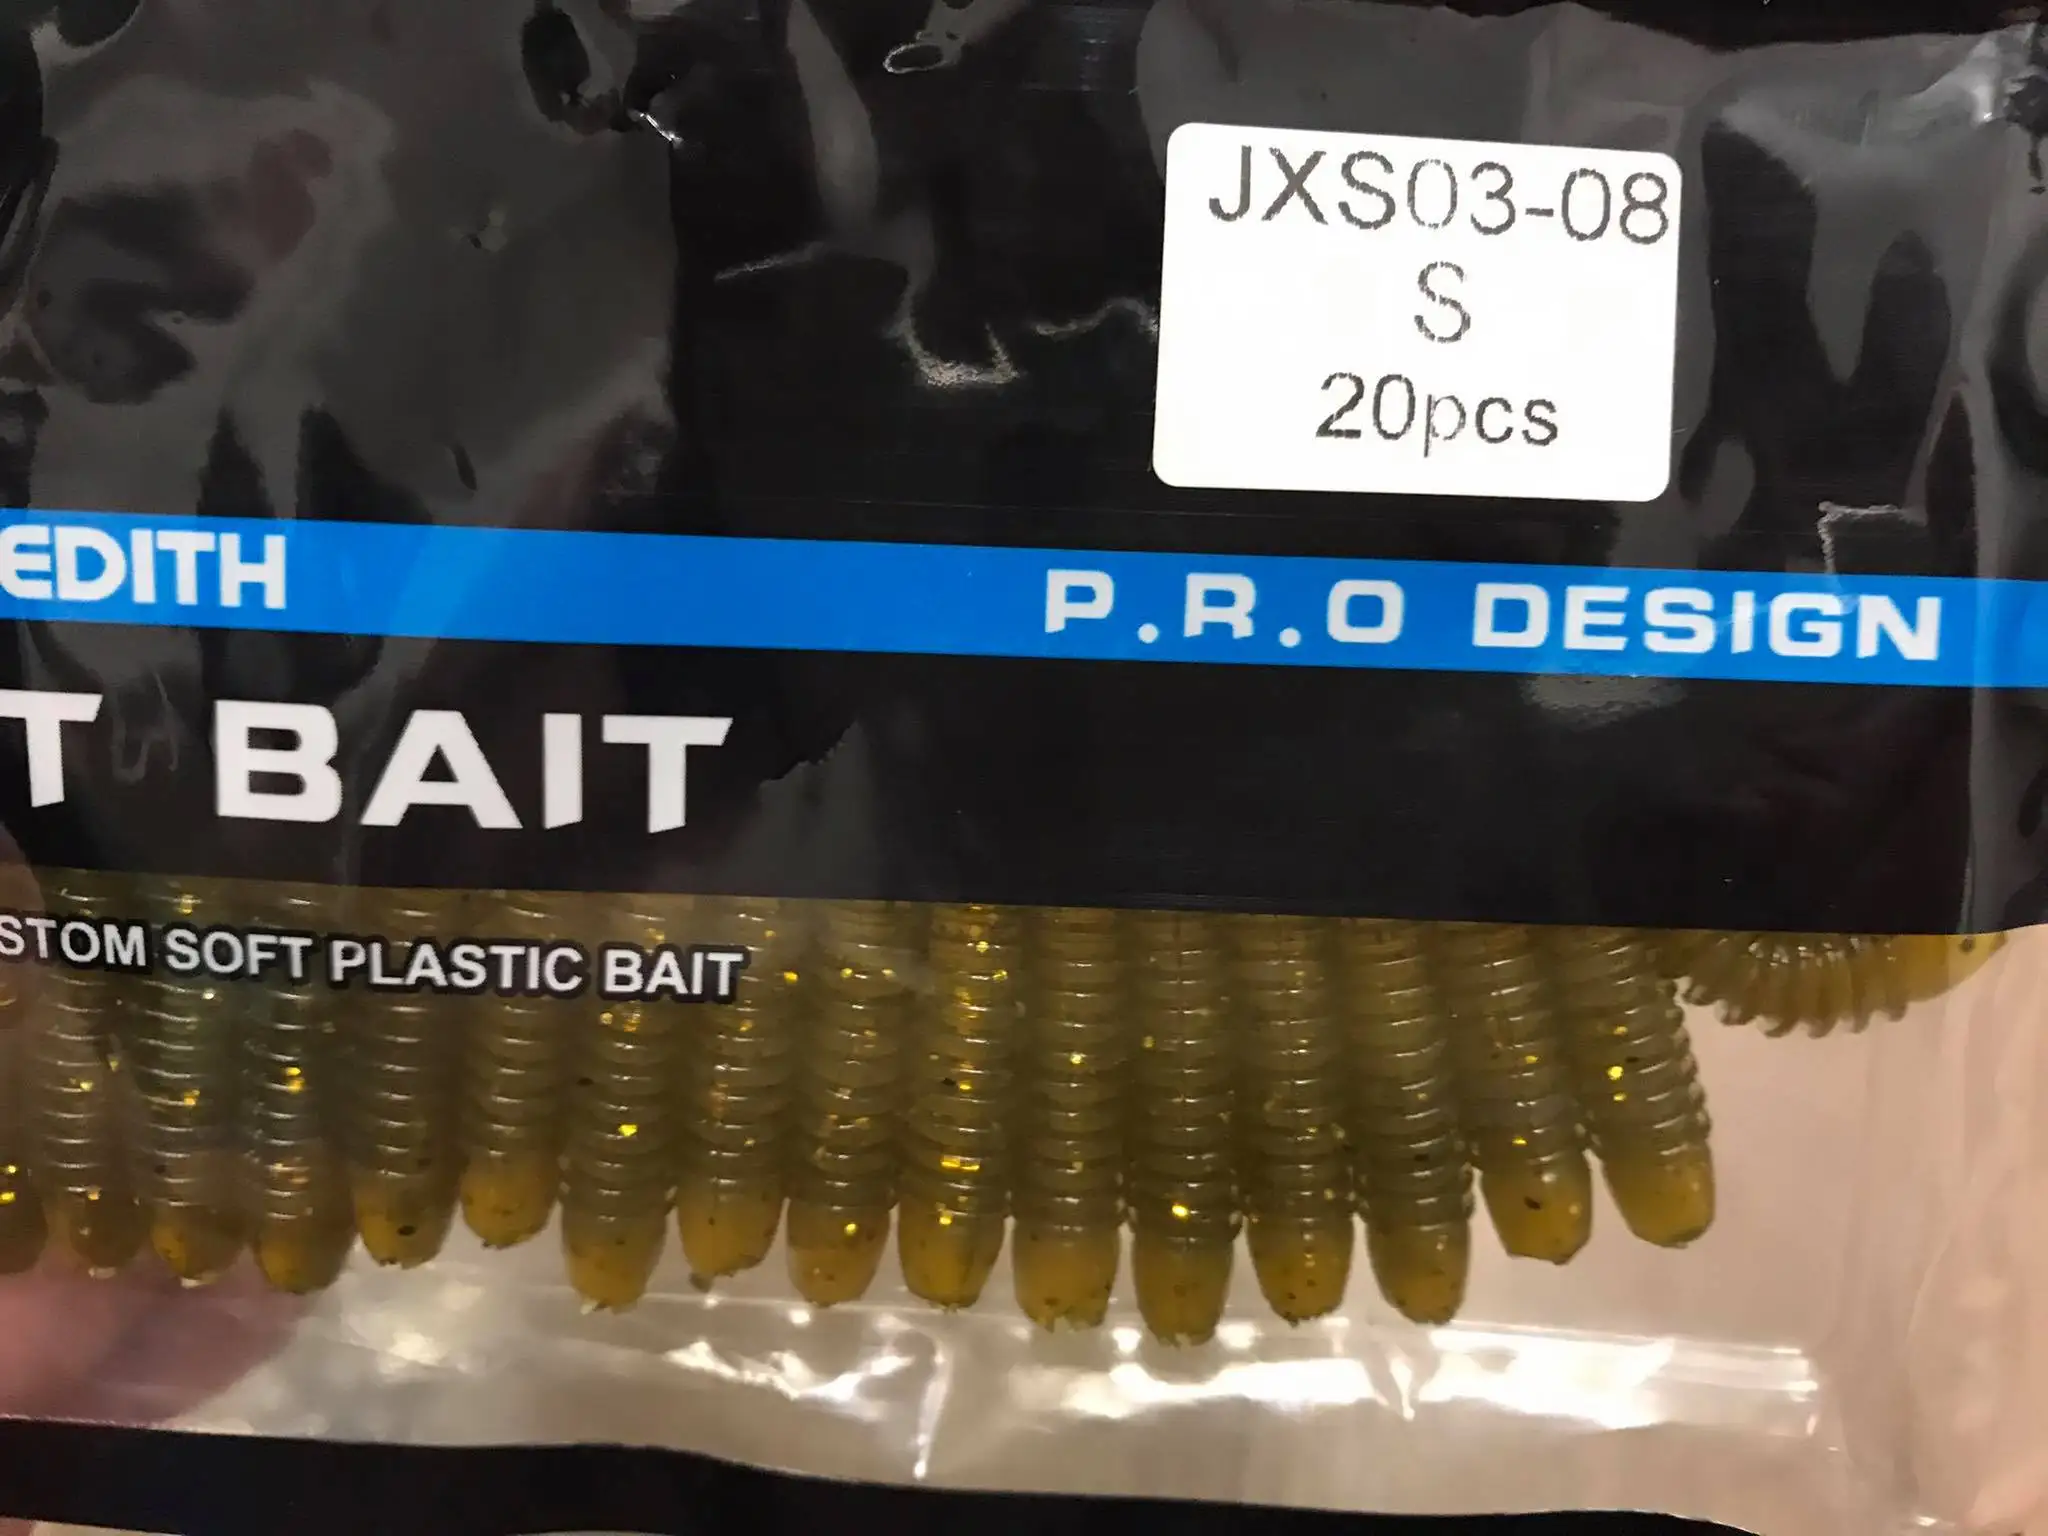 JXS03-08
S
20pcs
EDITH P.R.O DESIGN
T BAIT
STOM SOFT PLASTIC BAIT